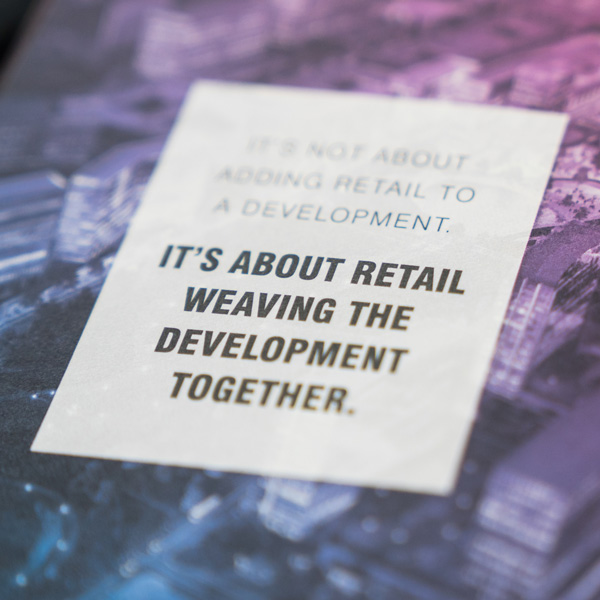 IT'S NOT ABOUT
ADDING RETAIL TO
A DEVELOPMENT.
IT'S ABOUT RETAIL
WEAVING THE
DEVELOPMENT
TOGETHER.